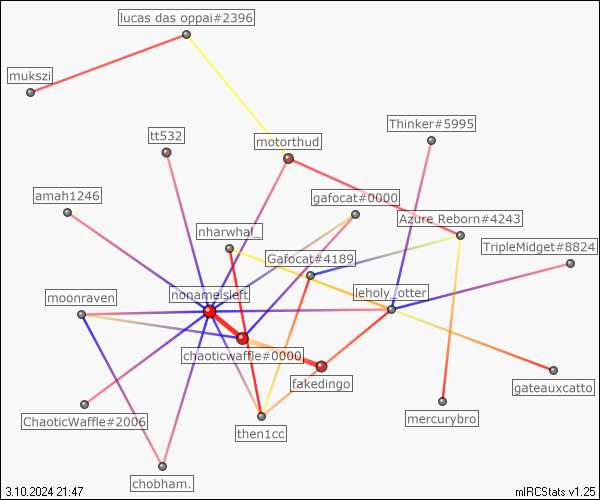 lucas das oppai#2396
mukszi
Thinker#5995
tt532
motorthud
amah1246
gafocat#0000
Azure Reborn#4243
nharwhal_
TripleMidget#8824
Gafocat#4189
moonraven
nonameisleft
leholy_otter
chaoticwaffle#0000
fakedingo
gateauxcatto
ChaoticWaffle#2006
mercurybro
then1cc
chobham.
3.10.2024 21:47
mIRCStats v1.25